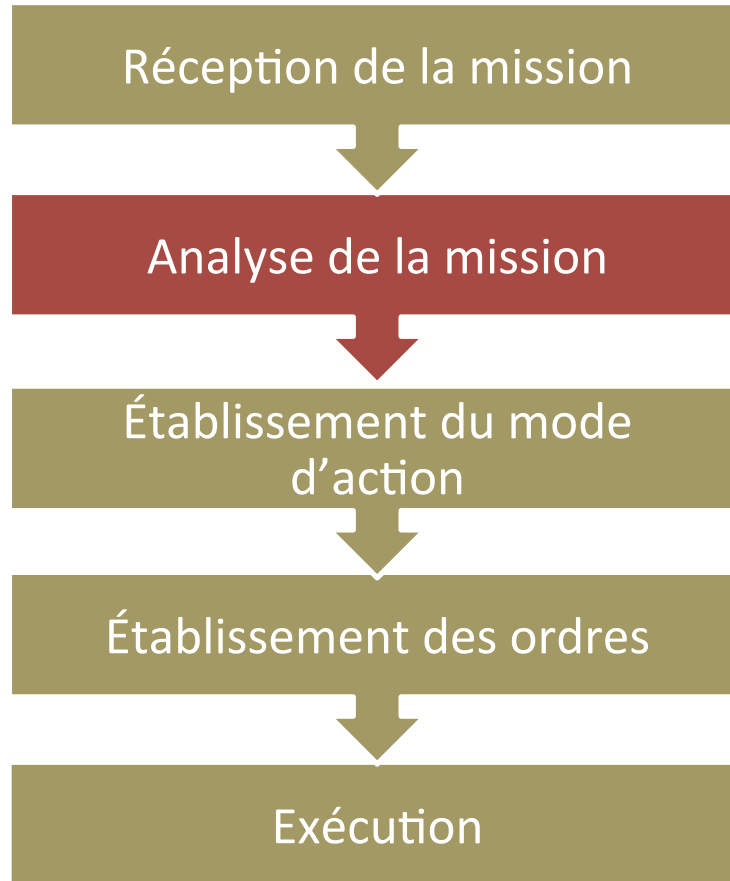 Réception de la mission
Analyse de la mission
Établissement du mode
d’action
Établissement des ordres
Exécution